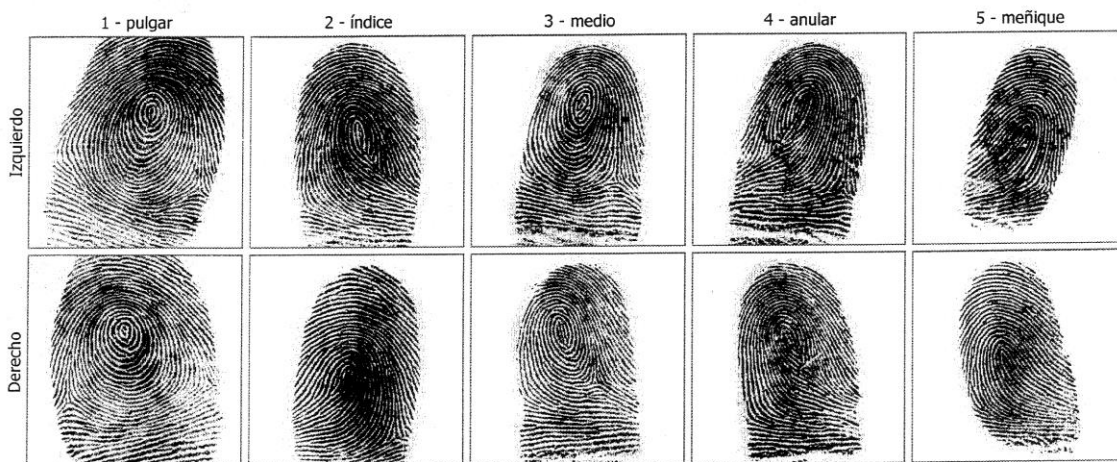 1 - pulgar
2 - índice
3 - medio
4 - anular
5 - meñique
Izquierdo
Derecho